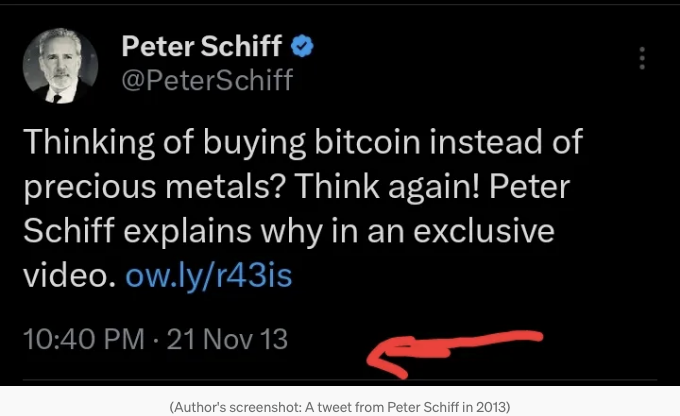 Peter Schiff
@PeterSchiff
Thinking of buying bitcoin instead of
precious metals? Think again! Peter
Schiff explains why in an exclusive
video. ow.ly/r43is
10:40 PM · 21 Nov 13
(Author's screenshot: A tweet from Peter Schiff in 2013)